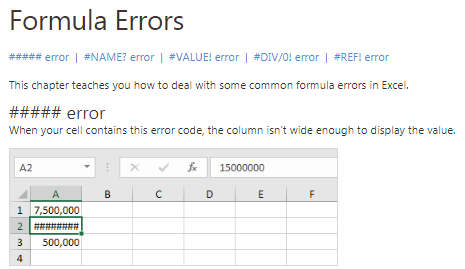 Formula Errors
##### error | #NAME? error | #VALUE! error | #DIV/0! error | #REF! error
This chapter teaches you how to deal with some common formula errors in Excel.
##### error
When your cell contains this error code, the column isn't wide enough to display the value.
A2 fx 15000000
A B C D E F
1 7,500,000
2 ########
3 500,000
4